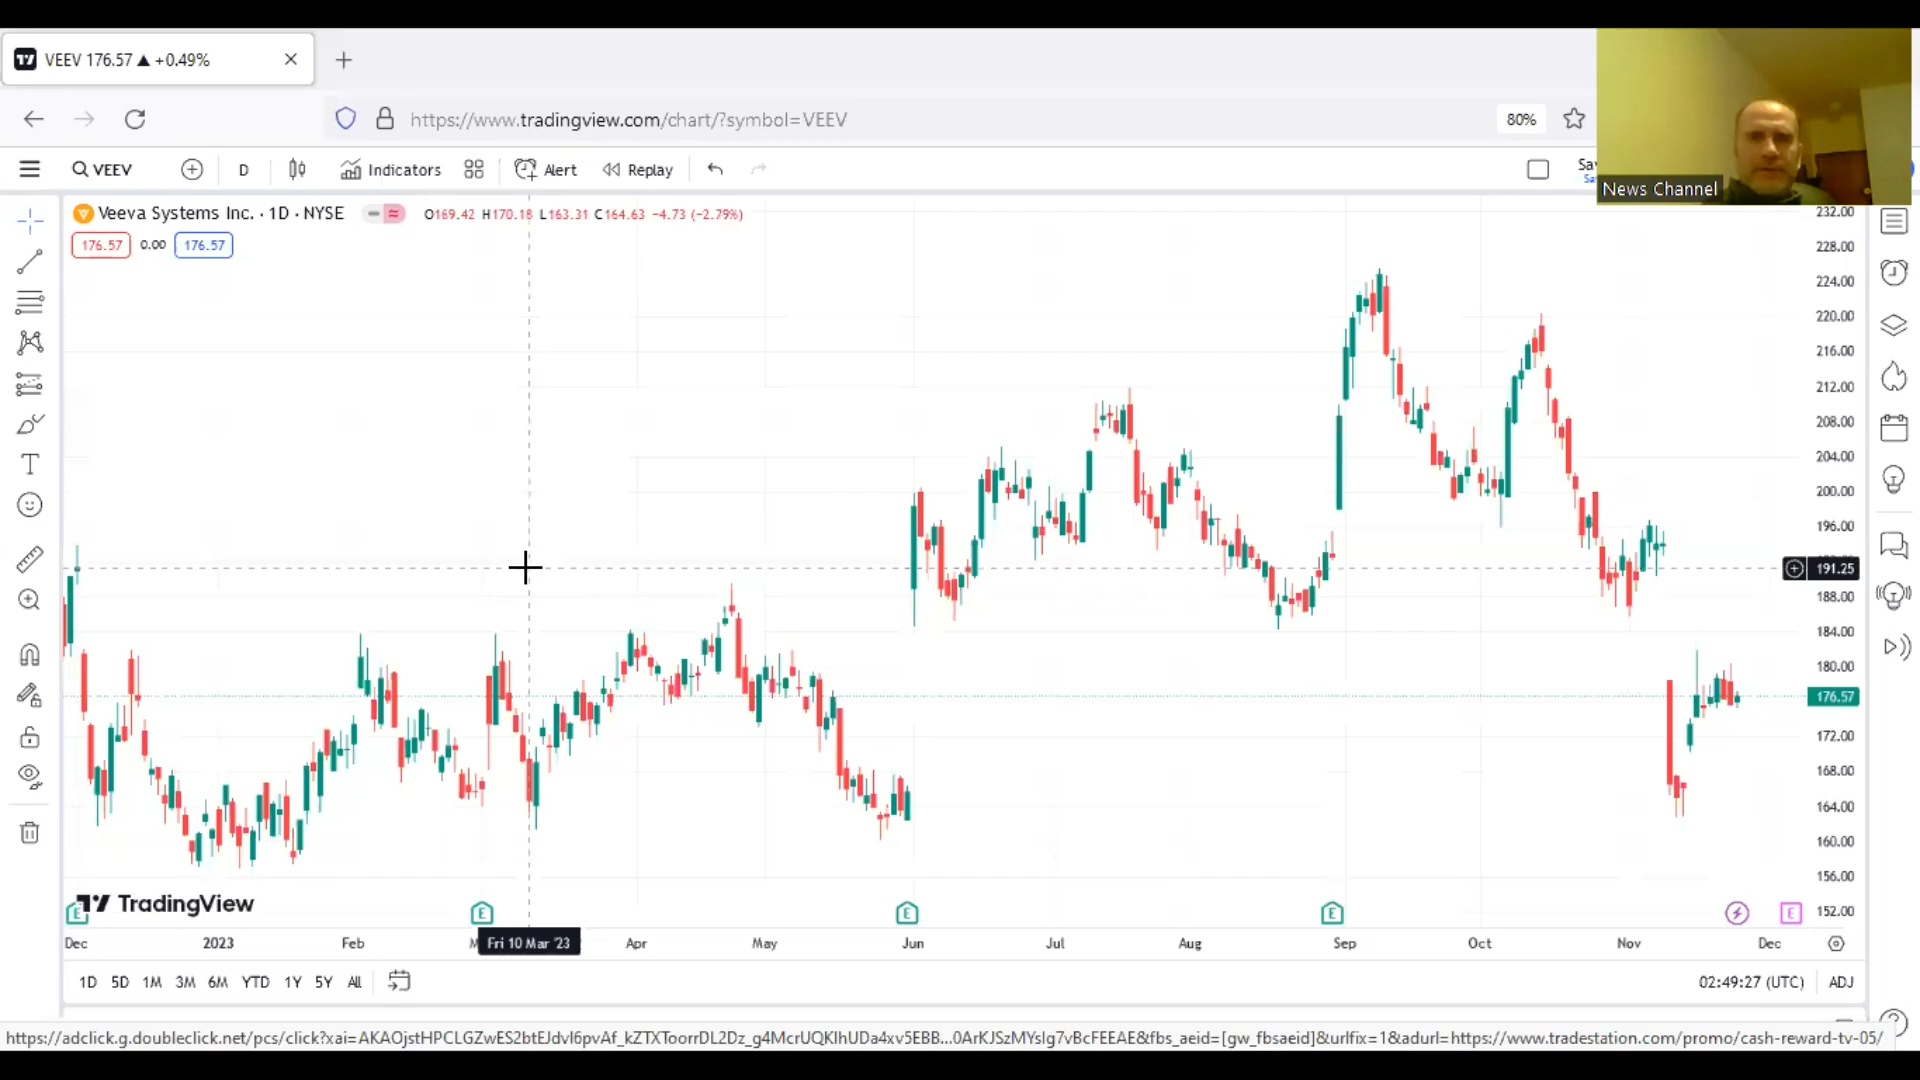 VEEV 176.57 ▲ +0.49%
https://www.tradingview.com/chart/?symbol=VEEV
80%
VEEV
D
Indicators
Alert
Replay
News Channel
Veeva Systems Inc. · 1D · NYSE
O169.42 H170.18 L163.31 C164.63 −4.73 (−2.79%)
176.57 0.00 176.57
232.00
228.00
224.00
220.00
216.00
212.00
208.00
204.00
200.00
196.00
191.25
188.00
184.00
180.00
176.57
172.00
168.00
164.00
160.00
156.00
152.00
TradingView
E E E E E
Dec 2023 Feb Fri 10 Mar '23 Apr May Jun Jul Aug Sep Oct Nov Dec
1D 5D 1M 3M 6M YTD 1Y 5Y All
02:49:27 (UTC) ADJ
https://adclick.g.doubleclick.net/pcs/click?xai=AKAOjstHPCLGZwES2btEJdvl6pvAf_kZTXToorrDL2Dz_g4McrUQKlhUDa4xv5EBB...0ArKJSzMYsIg7vBcFEEAE&fbs_aeid=[gw_fbsaeid]&urlfix=1&adurl=https://www.tradestation.com/promo/cash-reward-tv-05/